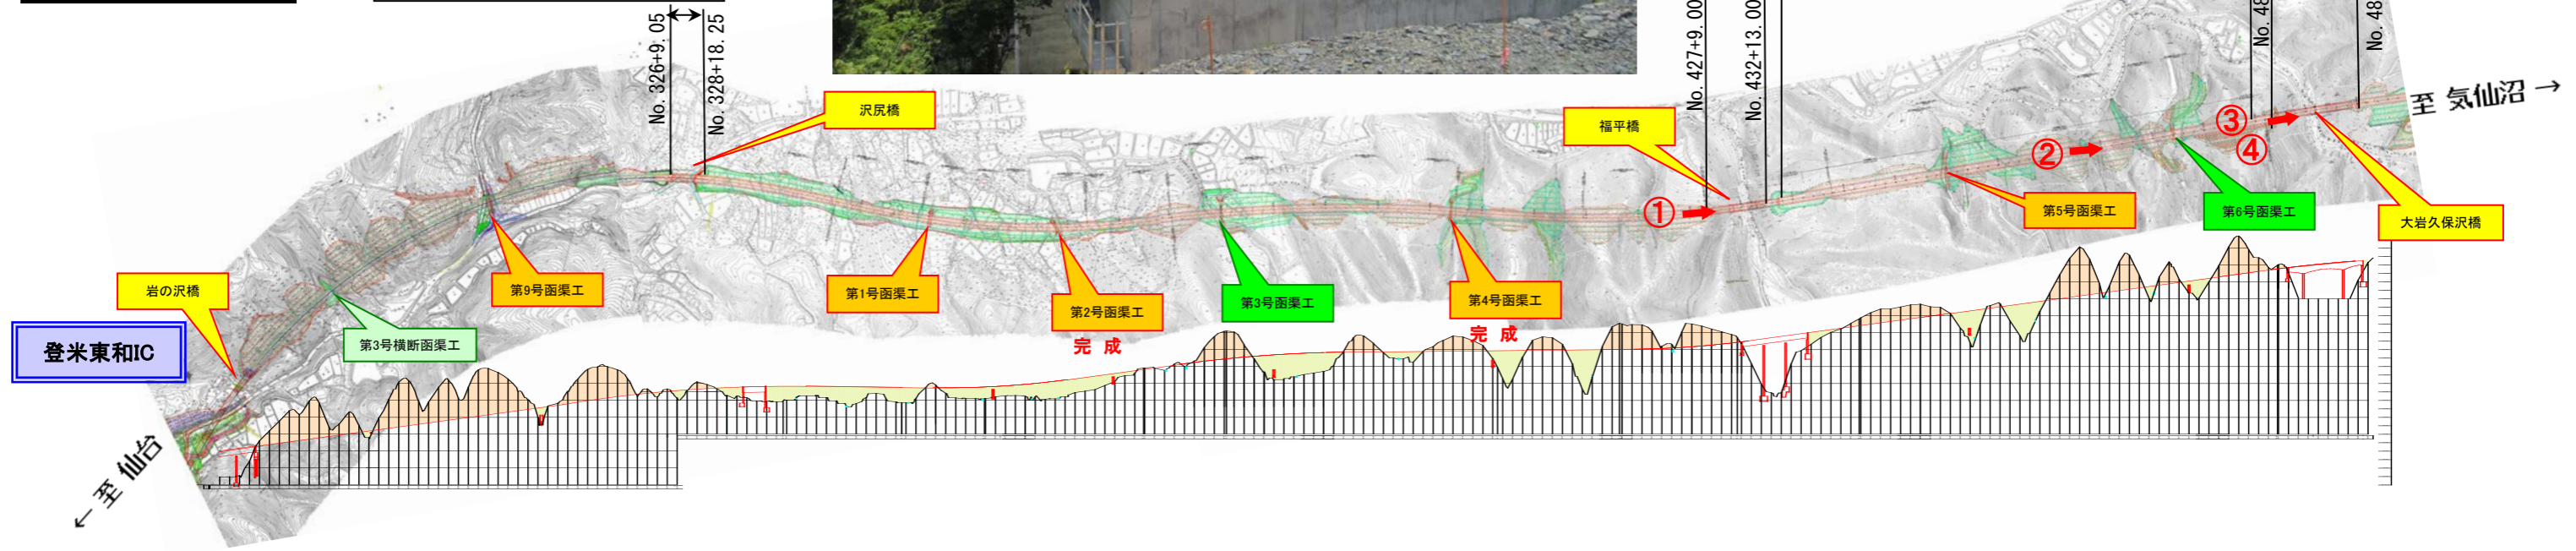 No. 326+9. 05
No. 328+18. 25
No. 427+9. 00
No. 432+13. 00
No. 48
No. 48
至 気仙沼 →
沢尻橋
福平橋
①
②
③
④
大岩久保沢橋
第5号函渠工
第6号函渠工
岩の沢橋
第9号函渠工
第1号函渠工
第2号函渠工
完 成
第3号函渠工
第4号函渠工
完 成
第3号横断函渠工
登米東和IC
← 至 仙台